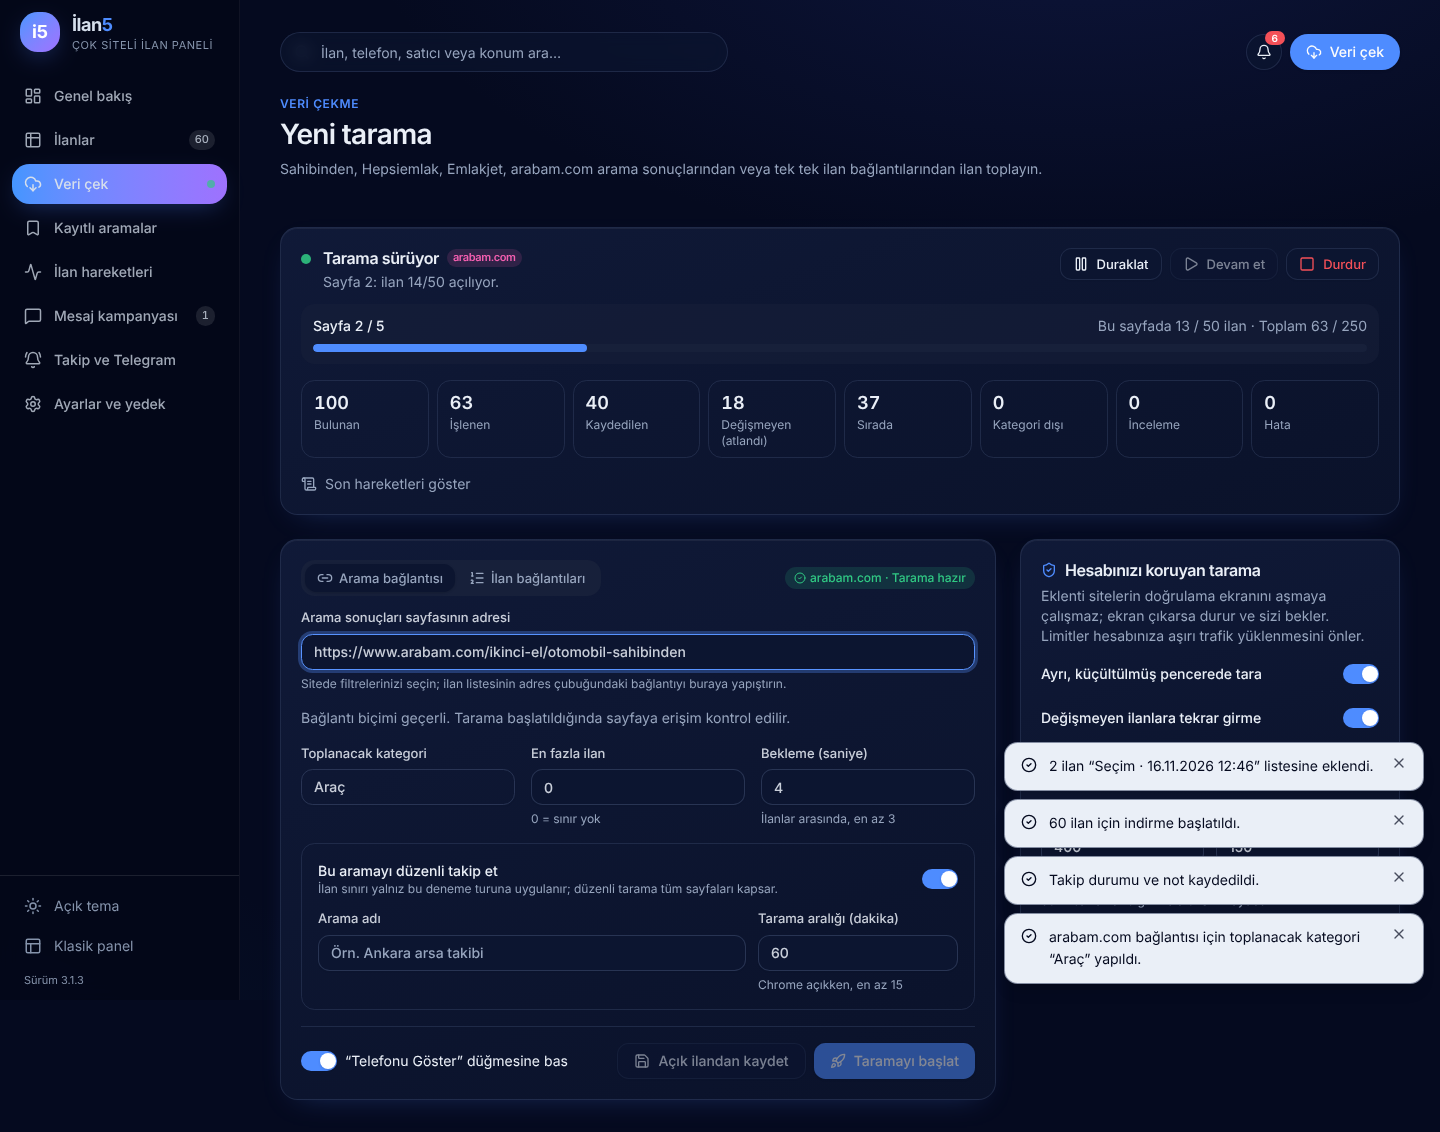 i5
İlan5
ÇOK SİTELİ İLAN PANELİ
Genel bakış
İlanlar
60
Veri çek
Kayıtlı aramalar
İlan hareketleri
Mesaj kampanyası
1
Takip ve Telegram
Ayarlar ve yedek
Açık tema
Klasik panel
Sürüm 3.1.3
İlan, telefon, satıcı veya konum ara...
6
Veri çek
VERİ ÇEKME
Yeni tarama
Sahibinden, Hepsiemlak, Emlakjet, arabam.com arama sonuçlarından veya tek tek ilan bağlantılarından ilan toplayın.
Tarama sürüyor
arabam.com
Sayfa 2: ilan 14/50 açılıyor.
Duraklat
Devam et
Durdur
Sayfa 2 / 5
Bu sayfada 13 / 50 ilan · Toplam 63 / 250
100
Bulunan
63
İşlenen
40
Kaydedilen
18
Değişmeyen
(atlandı)
37
Sırada
0
Kategori dışı
0
İnceleme
0
Hata
Son hareketleri göster
Arama bağlantısı
İlan bağlantıları
arabam.com · Tarama hazır
Arama sonuçları sayfasının adresi
https://www.arabam.com/ikinci-el/otomobil-sahibinden
Sitede filtrelerinizi seçin; ilan listesinin adres çubuğundaki bağlantıyı buraya yapıştırın.
Bağlantı biçimi geçerli. Tarama başlatıldığında sayfaya erişim kontrol edilir.
Toplanacak kategori
Araç
En fazla ilan
0
0 = sınır yok
Bekleme (saniye)
4
İlanlar arasında, en az 3
Bu aramayı düzenli takip et
İlan sınırı yalnız bu deneme turuna uygulanır; düzenli tarama tüm sayfaları kapsar.
Arama adı
Örn. Ankara arsa takibi
Tarama aralığı (dakika)
60
Chrome açıkken, en az 15
“Telefonu Göster” düğmesine bas
Açık ilandan kaydet
Taramayı başlat
Hesabınızı koruyan tarama
Eklenti sitelerin doğrulama ekranını aşmaya
çalışmaz; ekran çıkarsa durur ve sizi bekler.
Limitler hesabınıza aşırı trafik yüklenmesini önler.
Ayrı, küçültülmüş pencerede tara
Değişmeyen ilanlara tekrar girme
2 ilan “Seçim · 16.11.2026 12:46” listesine eklendi.
60 ilan için indirme başlatıldı.
Takip durumu ve not kaydedildi.
arabam.com bağlantısı için toplanacak kategori
“Araç” yapıldı.